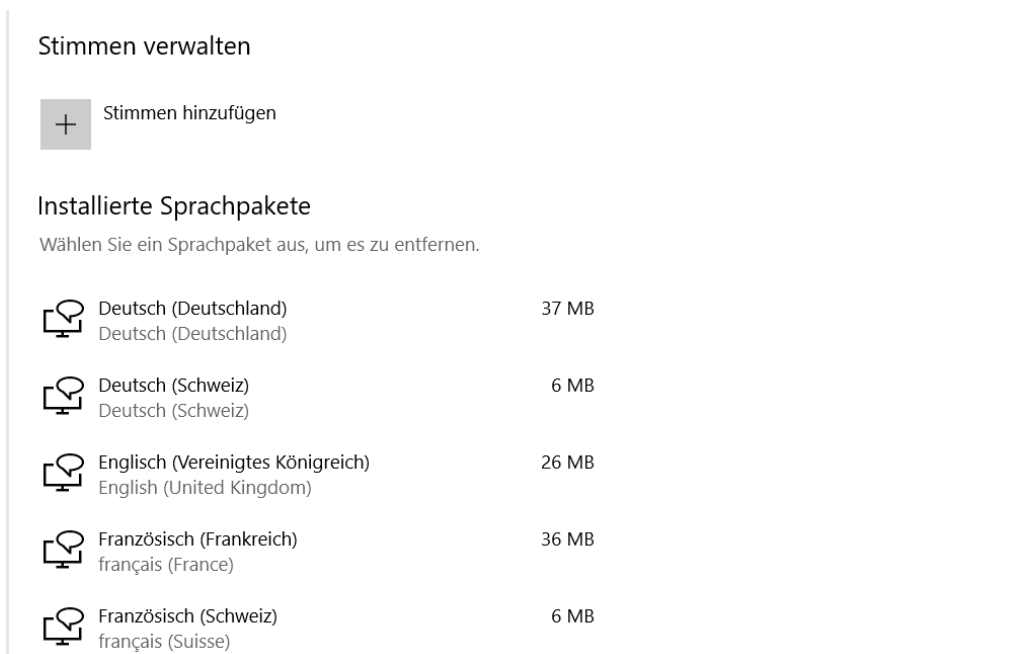 Stimmen verwalten
+ Stimmen hinzufügen
Installierte Sprachpakete
Wählen Sie ein Sprachpaket aus, um es zu entfernen.
Deutsch (Deutschland) 37 MB
Deutsch (Deutschland)
Deutsch (Schweiz) 6 MB
Deutsch (Schweiz)
Englisch (Vereinigtes Königreich) 26 MB
English (United Kingdom)
Französisch (Frankreich) 36 MB
français (France)
Französisch (Schweiz) 6 MB
français (Suisse)